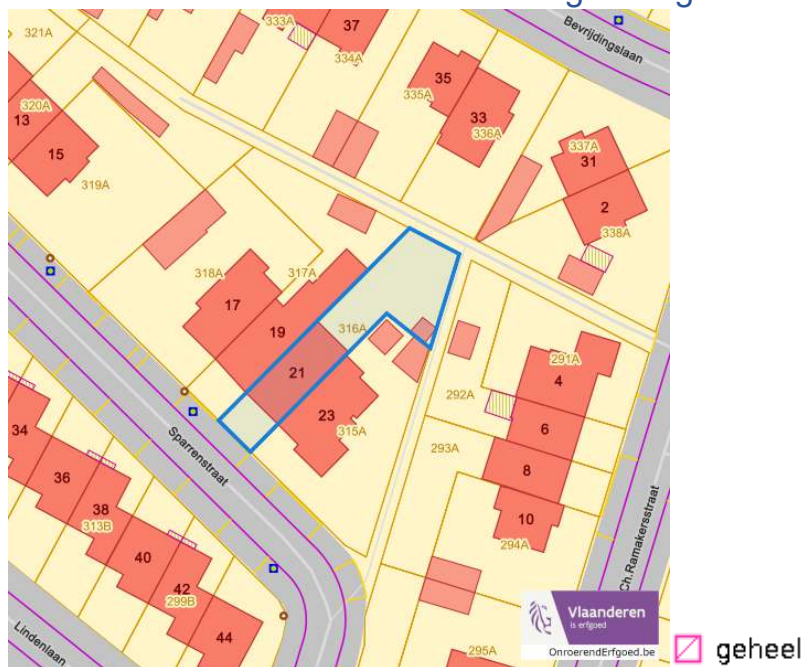 321A
333A
37
334A
Bevrijdingslaan
35
335A
33
336A
320A
13
15
319A
337A
31
2
338A
318A
317A
17
19
316A
21
23
315A
291A
4
292A
6
293A
8
10
294A
Sparrenstraat
34
36
38
313B
40
42
299B
44
Lindenlaan
Ch.Ramakersstraat
295A
Vlaanderen
is erfgoed
OnroerendErfgoed.be
geheel